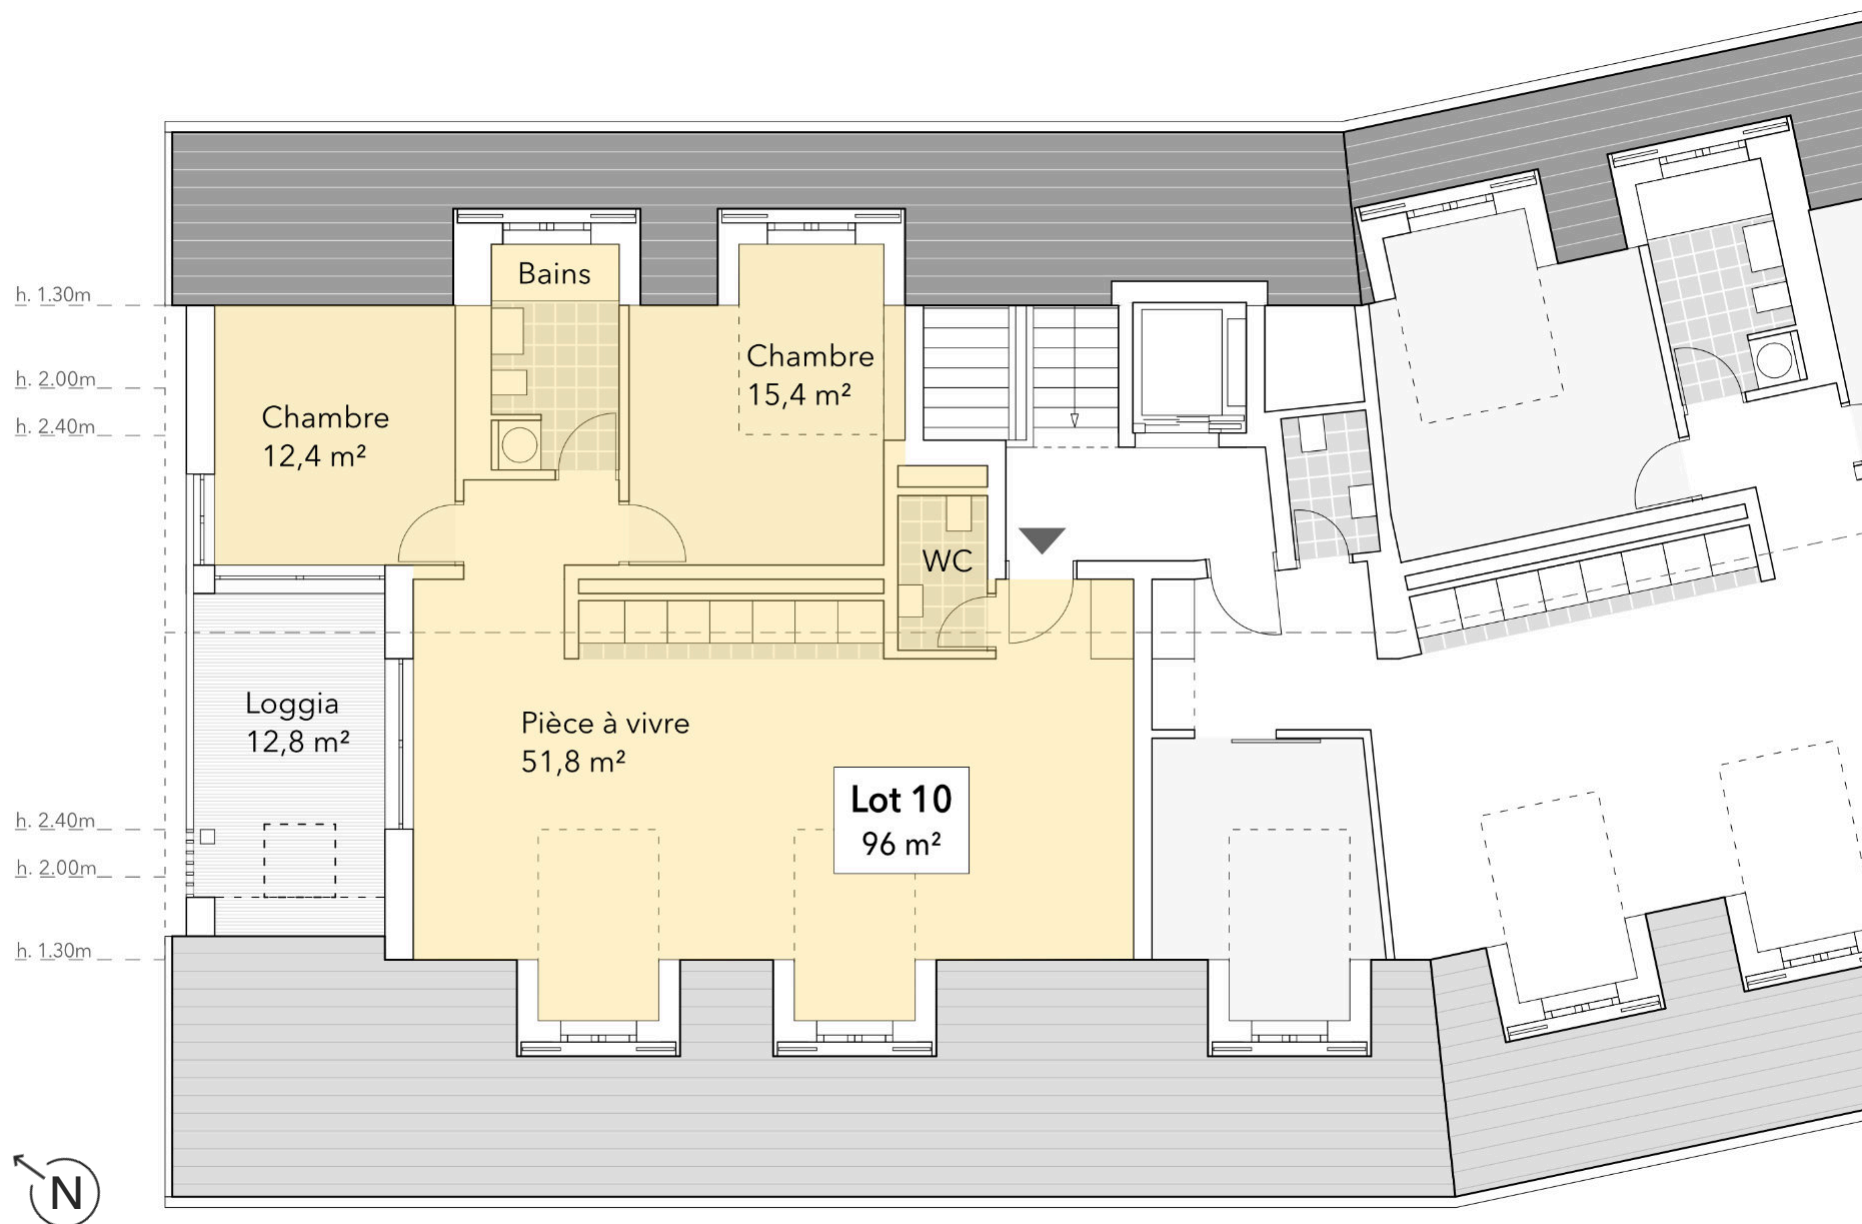 Bains
h. 1.30m
Chambre
15,4 m²
h. 2.00m
Chambre
12,4 m²
h. 2.40m
WC
Loggia
12,8 m²
Pièce à vivre
51,8 m²
Lot 10
96 m²
h. 2.40m
h. 2.00m
h. 1.30m
N